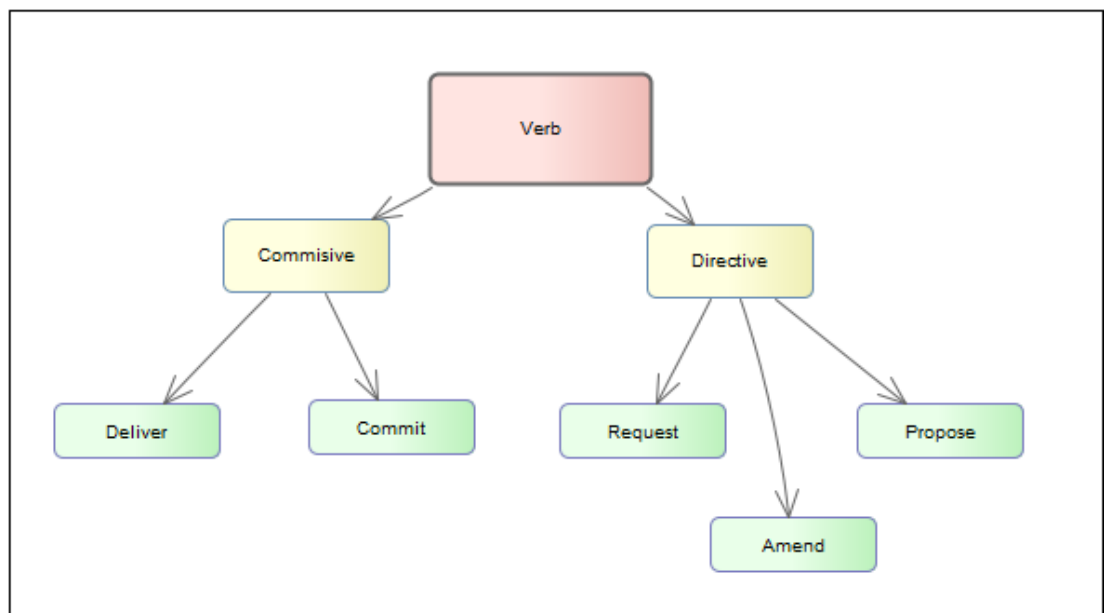 Verb
Commisive
Directive
Deliver
Commit
Request
Propose
Amend